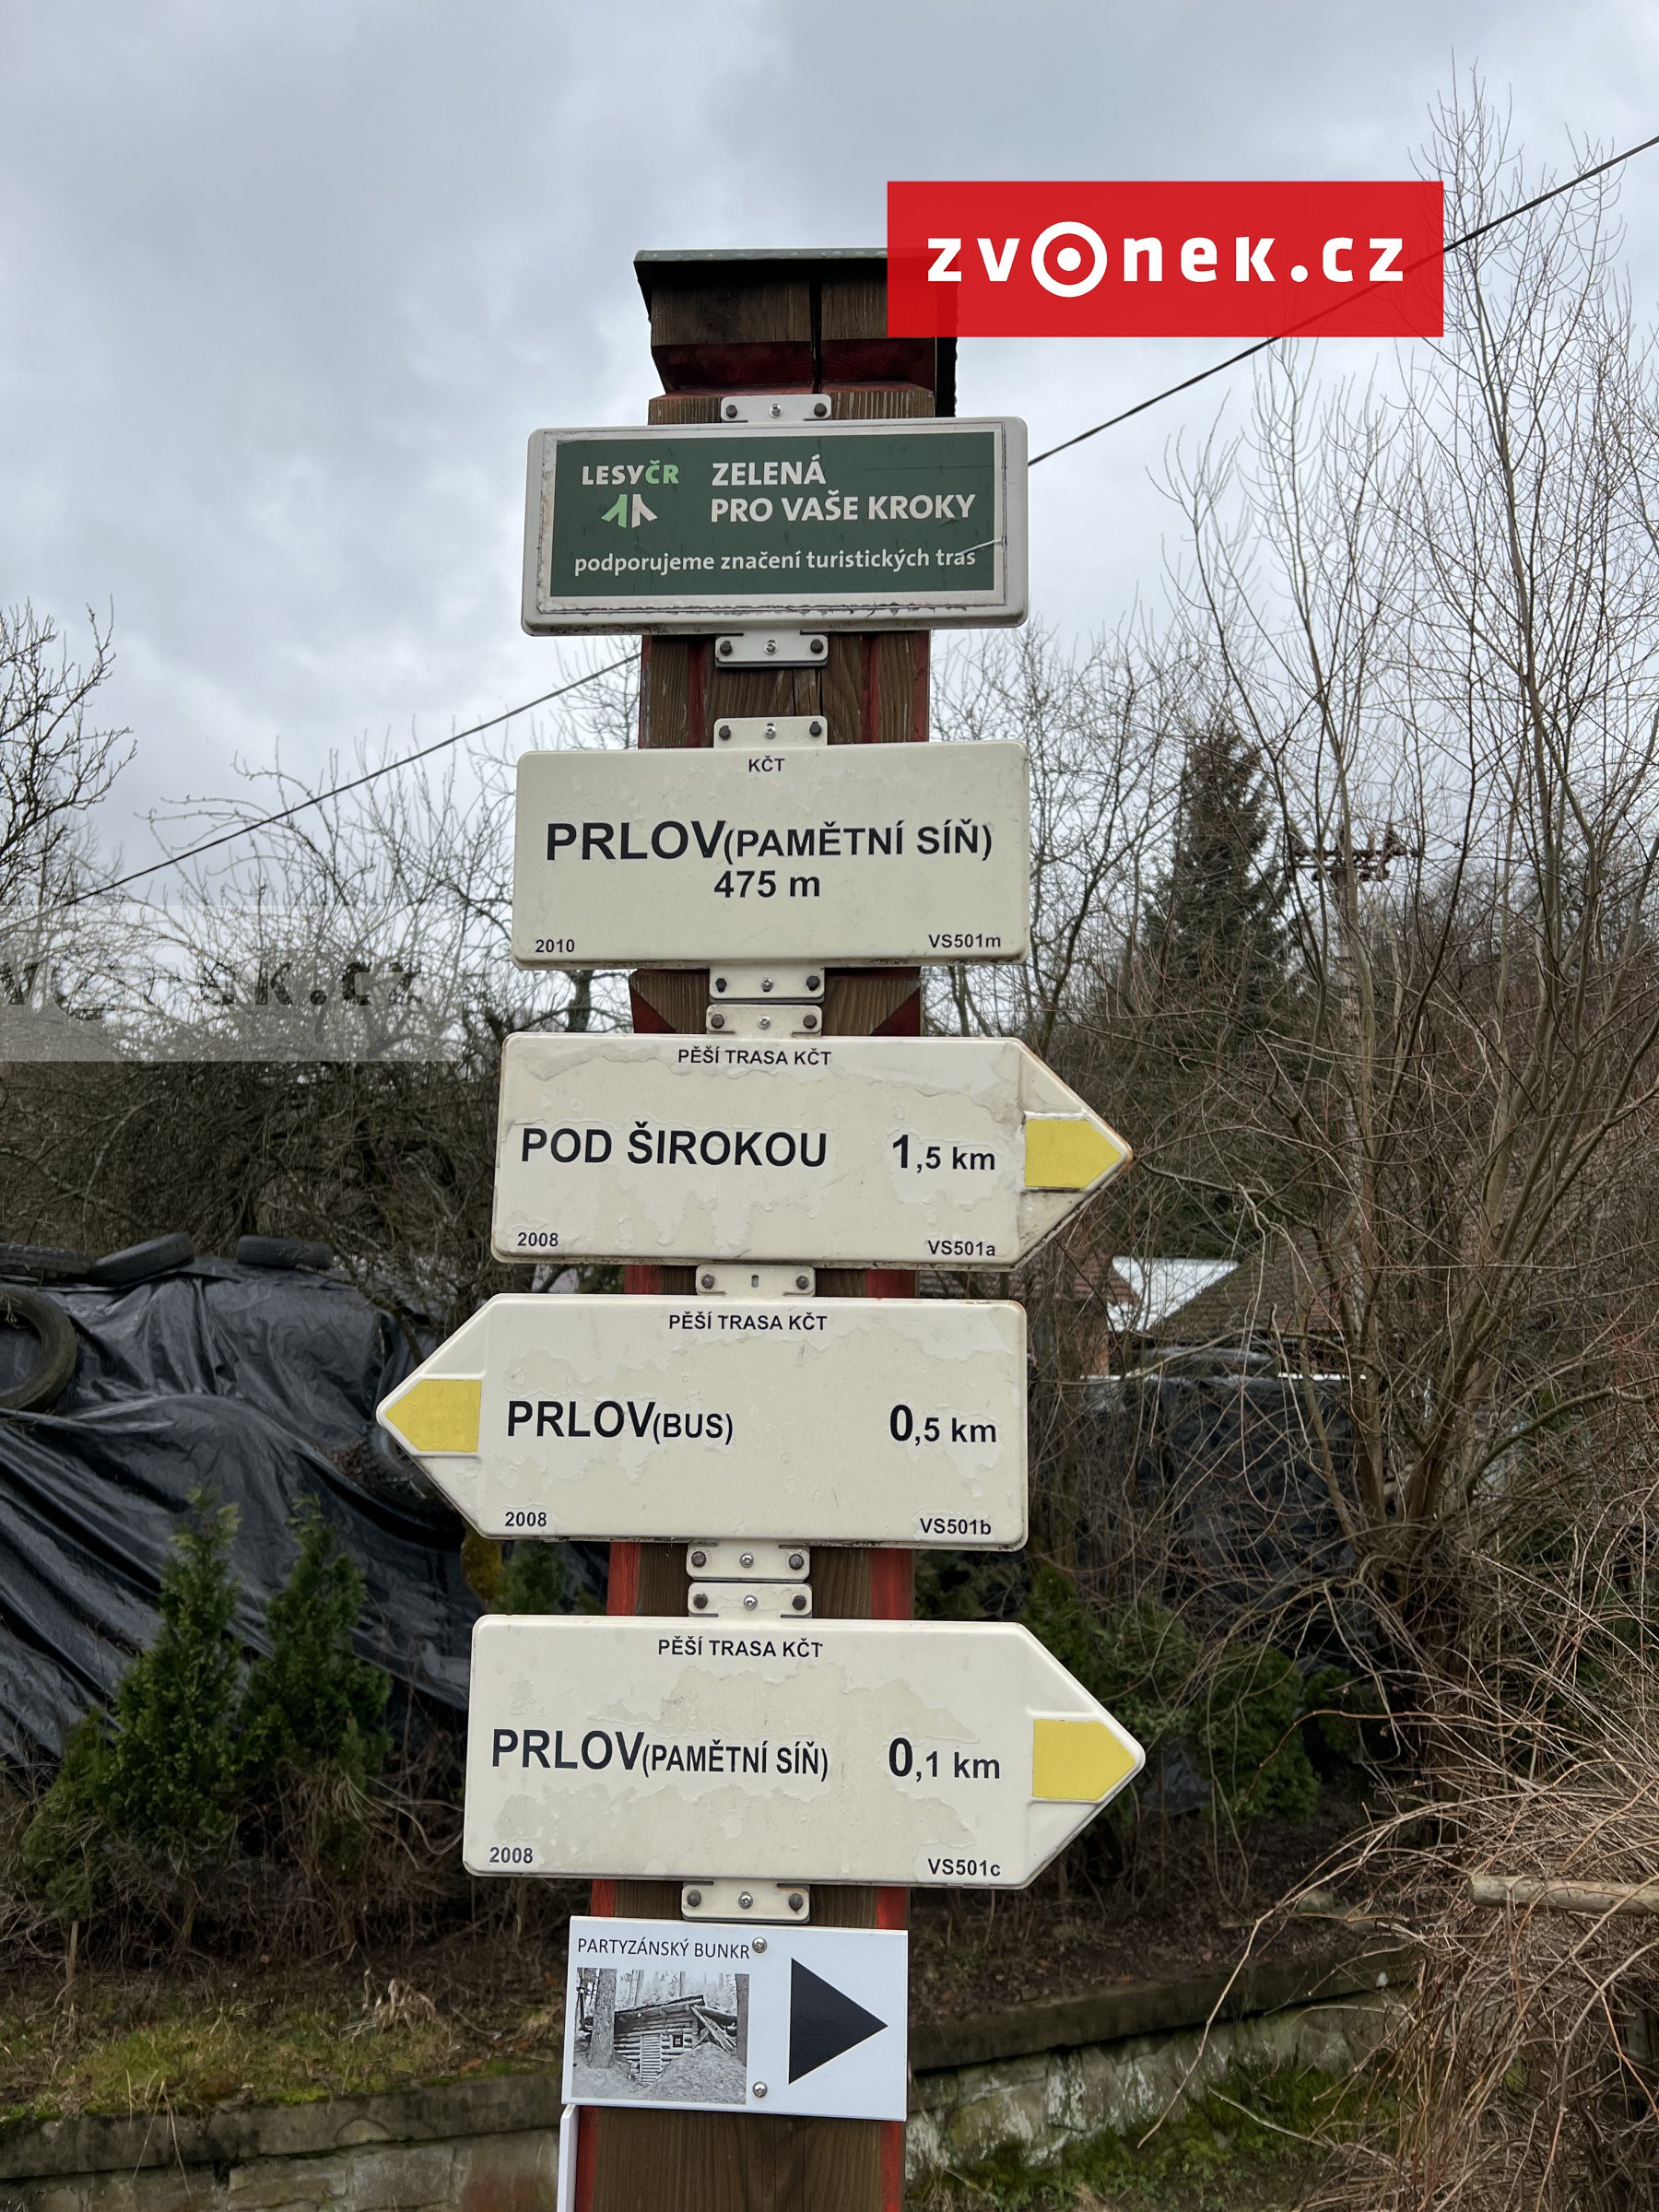 zvonek.cz
LESYČR
ZELENÁ
PRO VAŠE KROKY
podporujeme značení turistických tras
KČT
PRLOV(PAMĚTNÍ SÍŇ)
475 m
2010 VS501m
PĚŠÍ TRASA KČT
POD ŠIROKOU 1,5 km
2008 VS501a
PĚŠÍ TRASA KČT
PRLOV(BUS) 0,5 km
2008 VS501b
PĚŠÍ TRASA KČT
PRLOV(PAMĚTNÍ SÍŇ) 0,1 km
2008 VS501c
PARTYZÁNSKÝ BUNKR